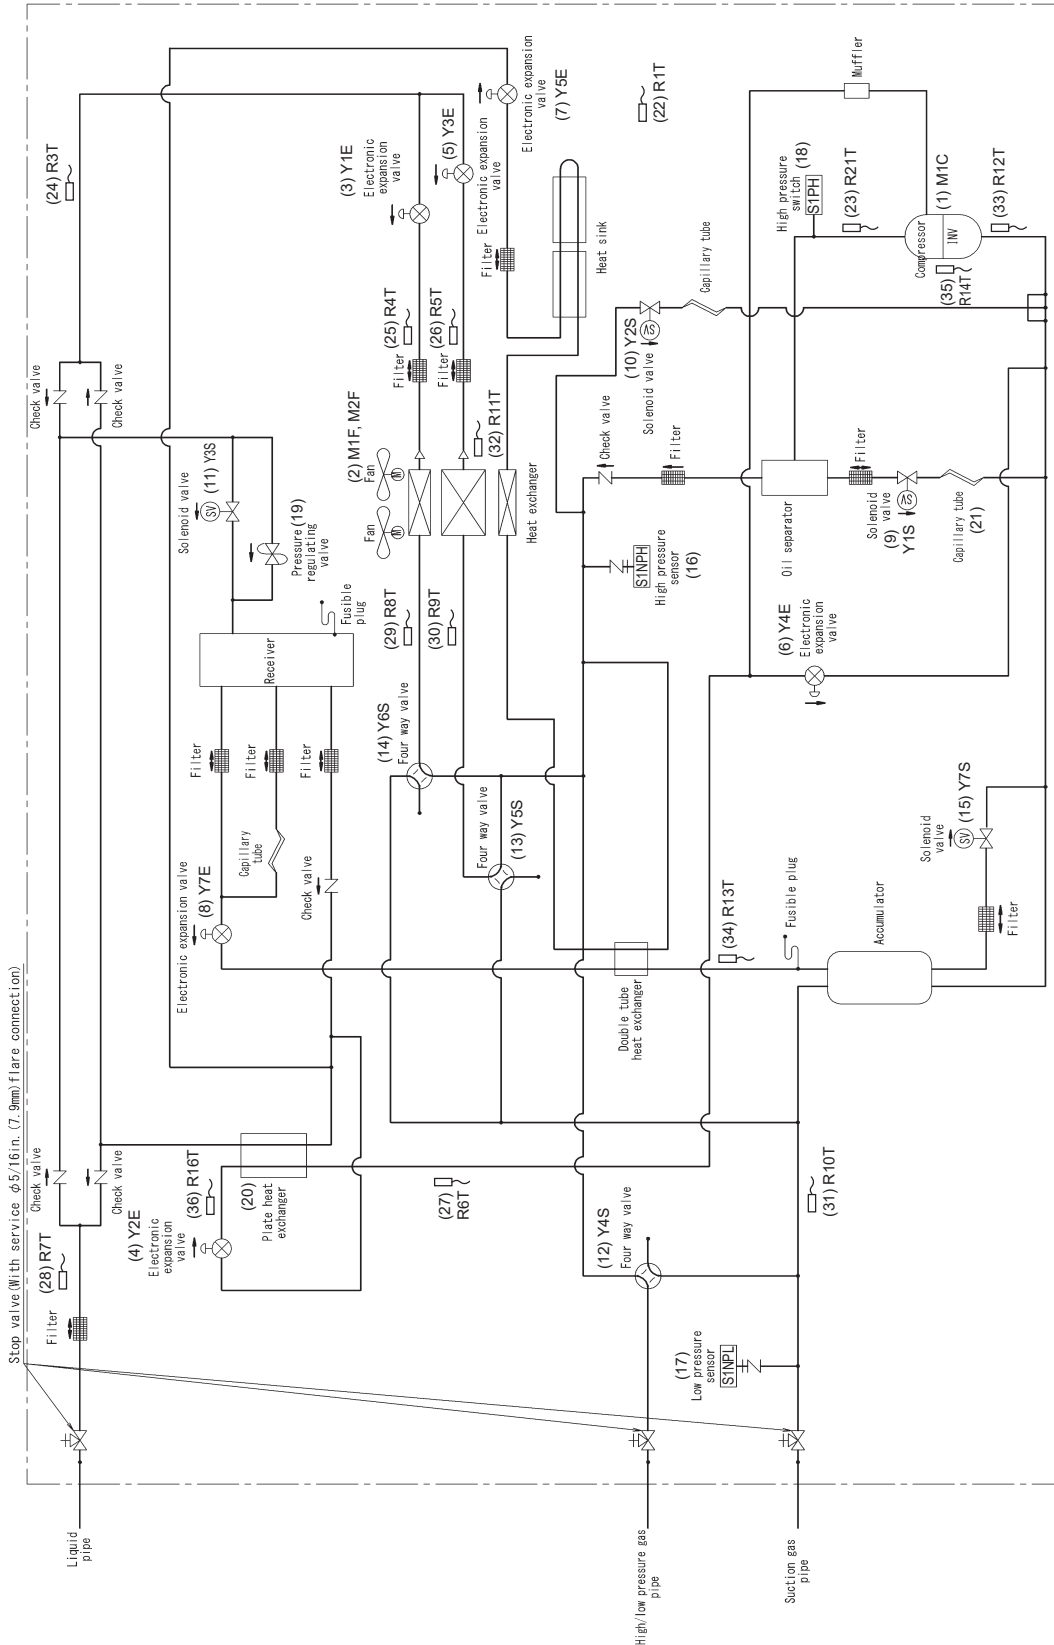 Stop valve(With service φ5/16in.(7.9mm)flare connection)
Liquid
pipe
High/low pressure gas
pipe
Suction gas
pipe
Filter
(28) R7T
Check valve
Check valve
(4) Y2E
Electronic
expansion
valve
(36) R16T
(20)
Plate heat
exchanger
(27)
R6T
(12) Y4S
Four way valve
(17)
Low pressure
sensor
S1NPL
(31) R10T
Electronic expansion valve
(8) Y7E
Capillary
tube
Check valve
Filter
Filter
Filter
Receiver
Fusible
plug
Solenoid valve
(11) Y3S
SV
Pressure (19)
regulating
valve
Check valve
Check valve
(24) R3T
(14) Y6S
Four way valve
Four way valve
(13) Y5S
(29) R8T
(30) R9T
Fan
Fan
(2) M1F, M2F
M
M
Heat exchanger
(32) R11T
Filter
Filter
(25) R4T
(26) R5T
(3) Y1E
Electronic
expansion
valve
(5) Y3E
Electronic expansion
valve
Electronic expansion
valve
(7) Y5E
Filter
Heat sink
(22) R1T
Double tube
heat exchanger
(34) R13T
Fusible plug
Accumulator
Filter
Solenoid
valve
SV
(15) Y7S
S1NPH
High pressure
sensor
(16)
(6) Y4E
Electronic
expansion
valve
Check valve
Filter
Oil separator
Filter
Solenoid
valve
(9)
Y1S
SV
Capillary tube
(21)
(10) Y2S
Solenoid valve
SV
Capillary tube
High pressure
switch (18)
S1PH
(23) R21T
Compressor
INV
(1) M1C
(33) R12T
(35)
R14T
Muffler